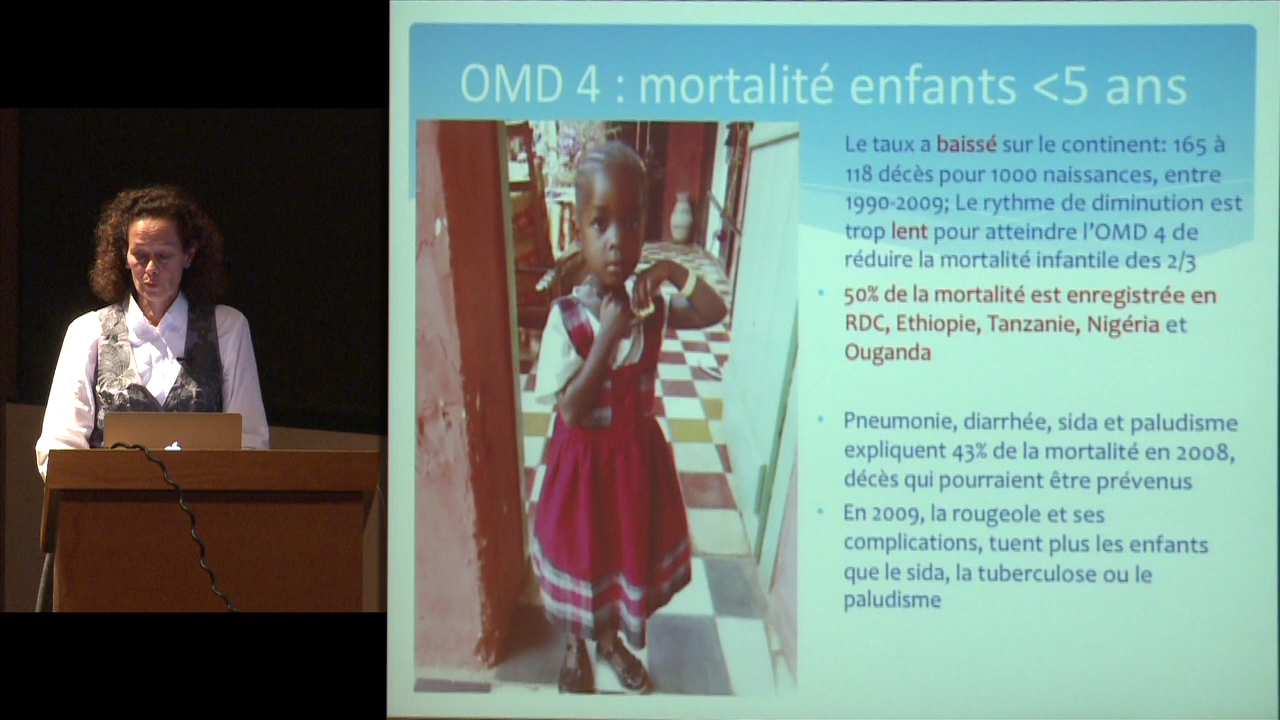 OMD 4 : mortalité enfants <5 ans
Le taux a baissé sur le continent: 165 à
118 décès pour 1000 naissances, entre
1990-2009; Le rythme de diminution est
trop lent pour atteindre l'OMD 4 de
réduire la mortalité infantile des 2/3
50% de la mortalité est enregistrée en
RDC, Ethiopie, Tanzanie, Nigéria et
Ouganda
Pneumonie, diarrhée, sida et paludisme
expliquent 43% de la mortalité en 2008,
décès qui pourraient être prévenus
En 2009, la rougeole et ses
complications, tuent plus les enfants
que le sida, la tuberculose ou le
paludisme